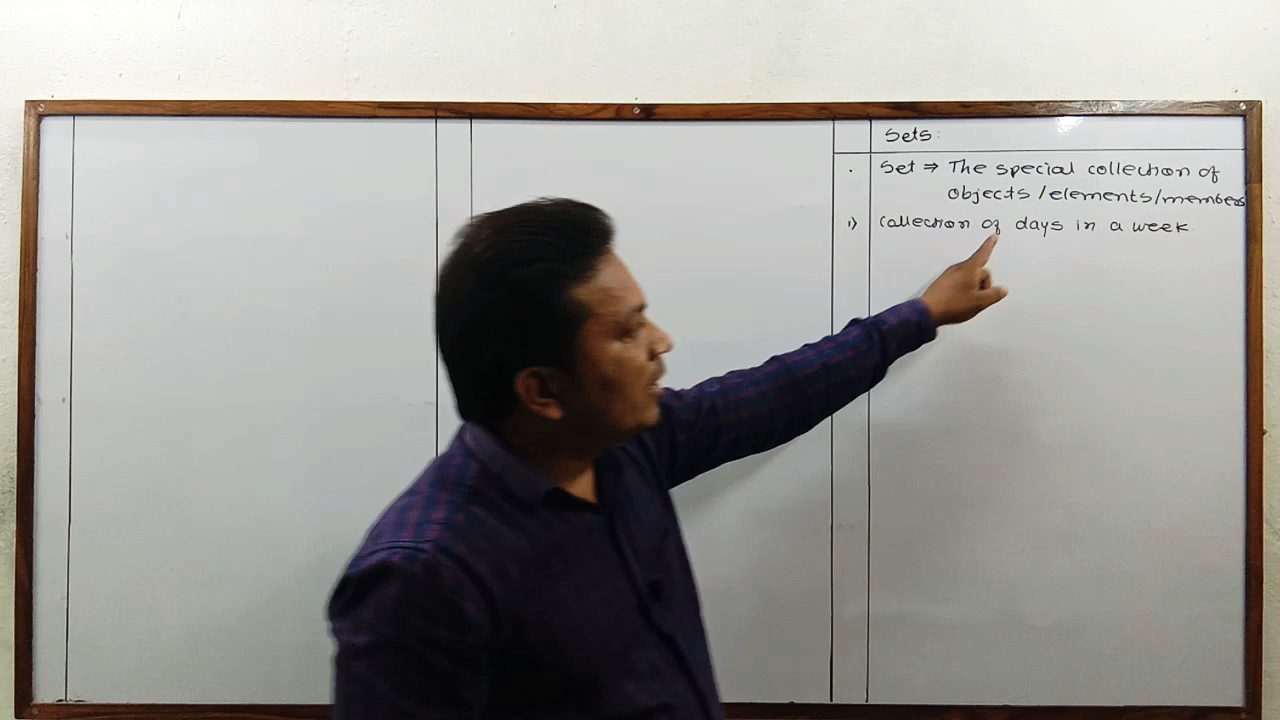 Sets:
. Set ⇒ The special collection of
objects/elements/members
1) Collection of days in a week.